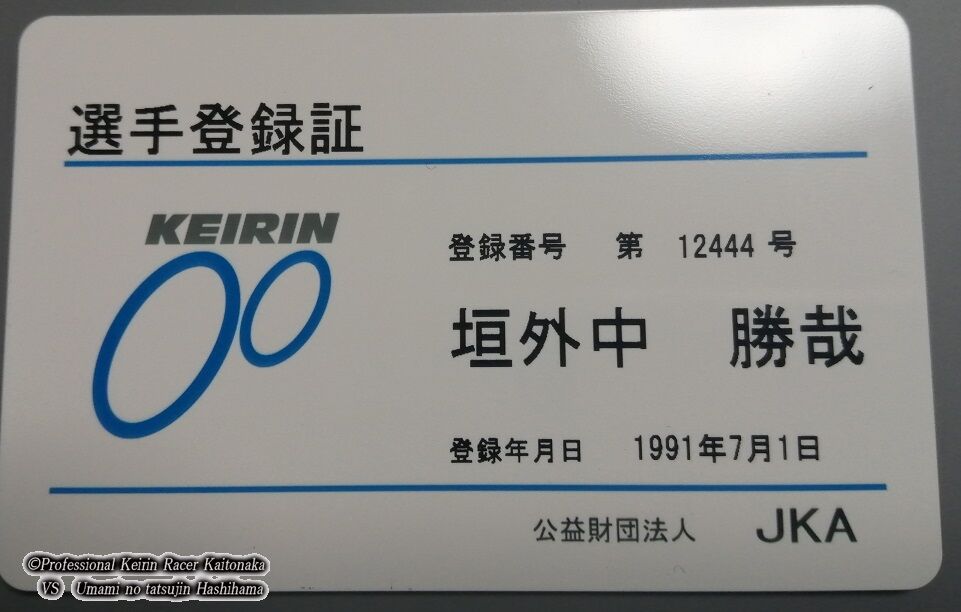 選手登録証
KEIRIN
登録番号 第 12444 号
垣外中 勝哉
登録年月日 1991年7月1日
公益財団法人 JKA
©Professional Keirin Racer Kaitonaka
VS Umami no tatsujin Hashihama